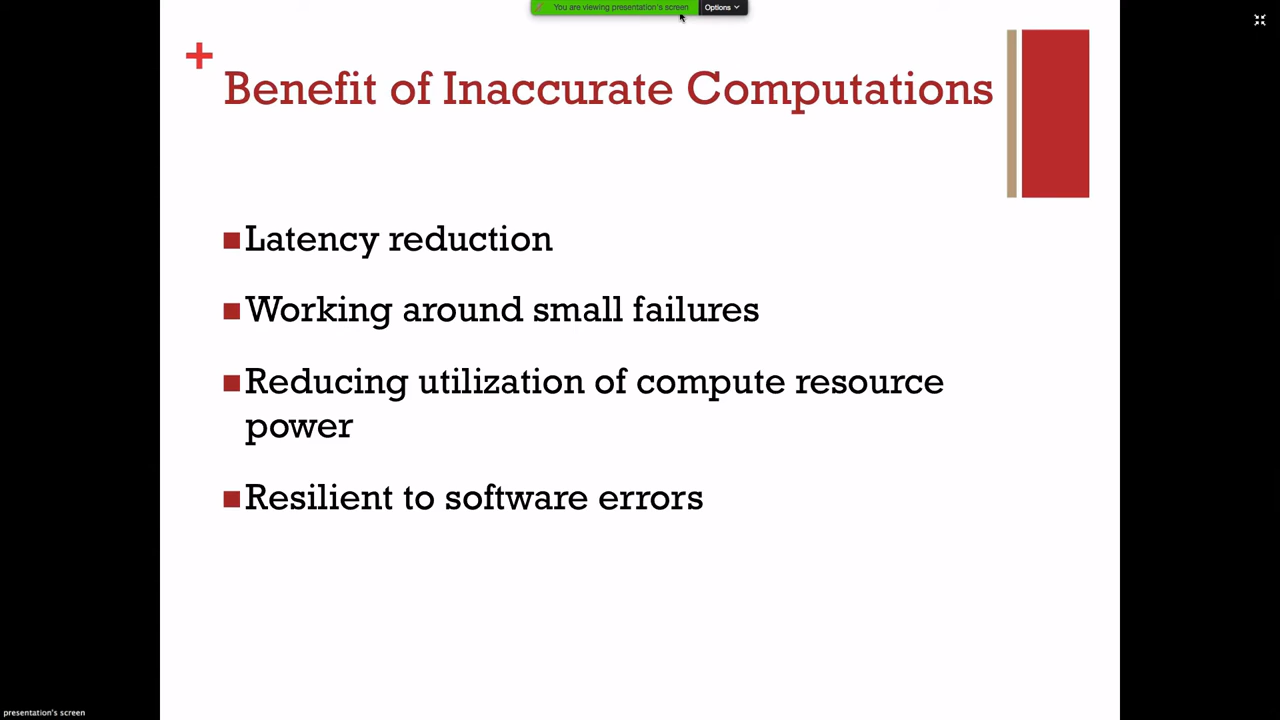 You are viewing presentation's screen
Options
+
Benefit of Inaccurate Computations
Latency reduction
Working around small failures
Reducing utilization of compute resource
power
Resilient to software errors
presentation's screen